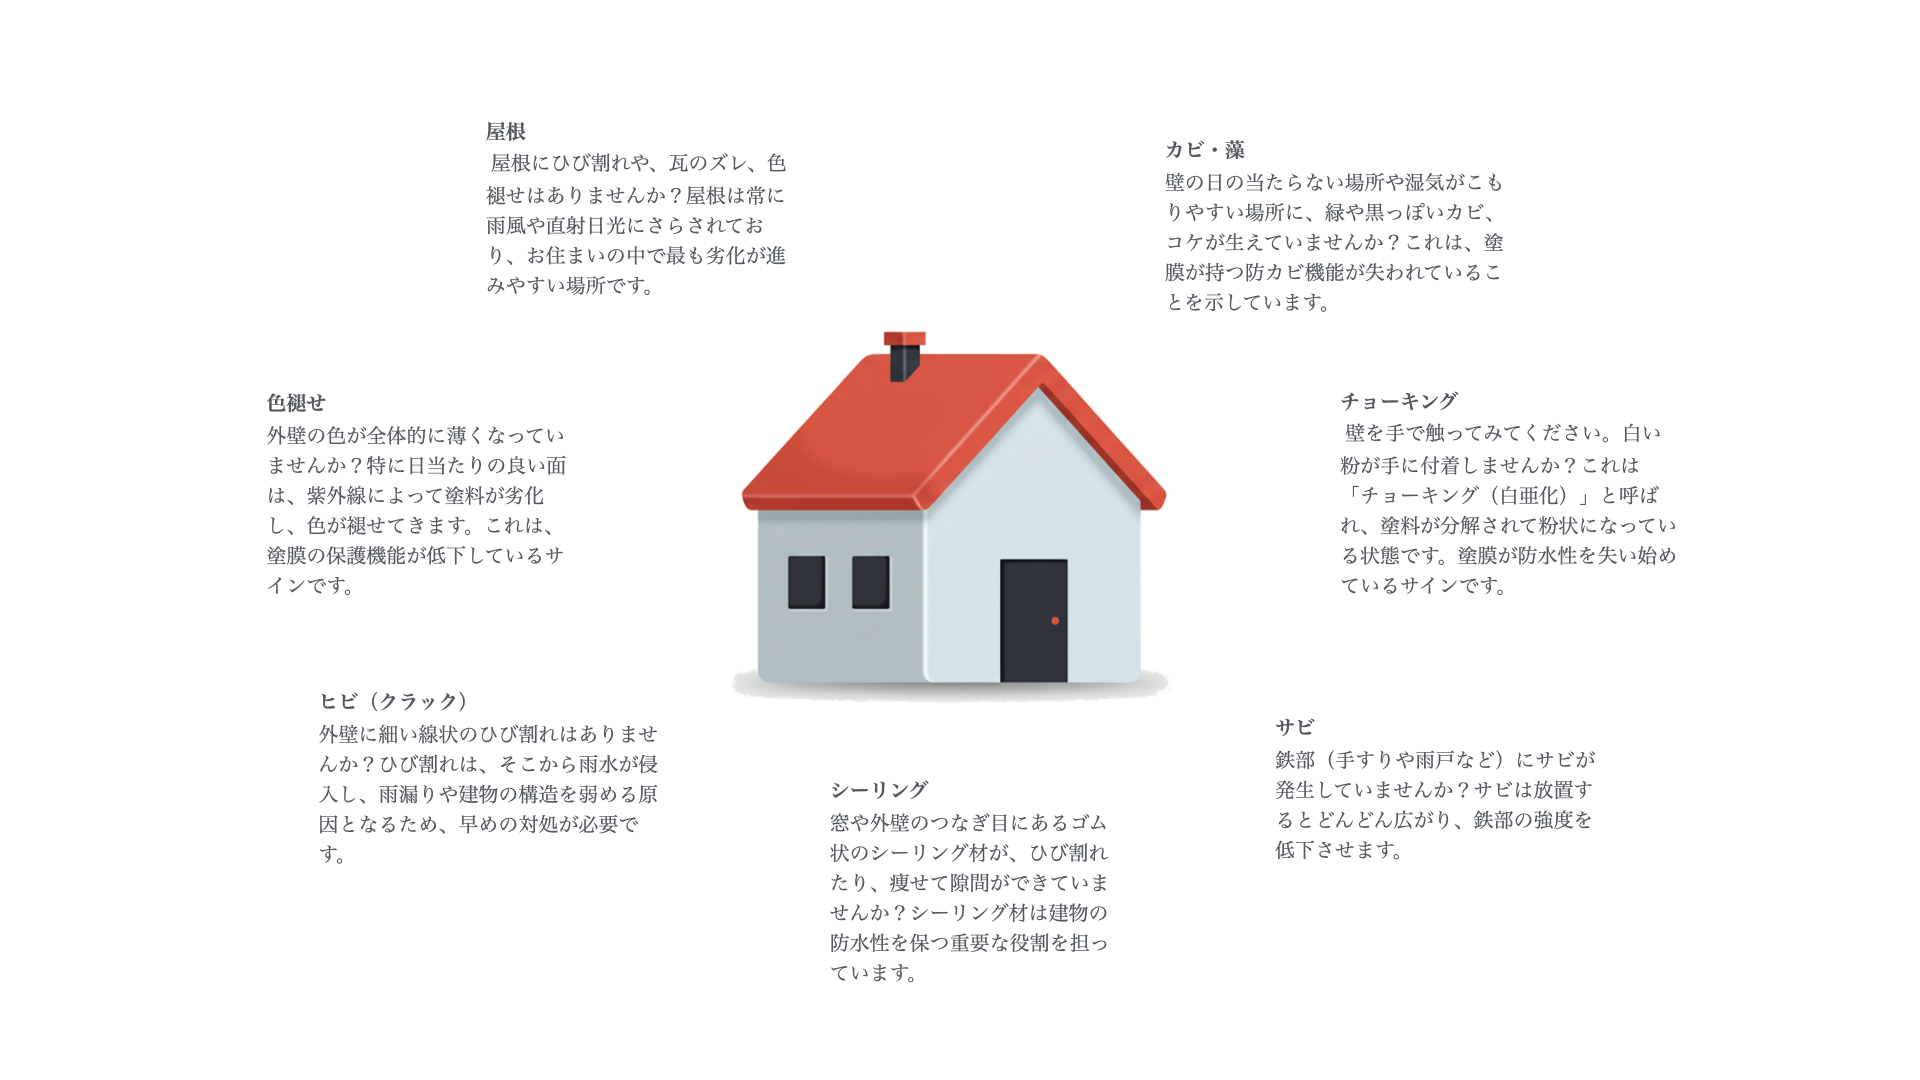 屋根
屋根にひび割れや、瓦のズレ、色
褪せはありませんか？屋根は常に
雨風や直射日光にさらされてお
り、お住まいの中で最も劣化が進
みやすい場所です。
カビ・藻
壁の日の当たらない場所や湿気がこも
りやすい場所に、緑や黒っぽいカビ、
コケが生えていませんか？これは、塗
膜が持つ防カビ機能が失われているこ
とを示しています。
色褪せ
外壁の色が全体的に薄くなってい
ませんか？特に日当たりの良い面
は、紫外線によって塗料が劣化
し、色が褪せてきます。これは、
塗膜の保護機能が低下しているサ
インです。
チョーキング
壁を手で触ってみてください。白い
粉が手に付着しませんか？これは
「チョーキング（白亜化）」と呼ば
れ、塗料が分解されて粉状になってい
る状態です。塗膜が防水性を失い始め
ているサインです。
ヒビ（クラック）
外壁に細い線状のひび割れはありませ
んか？ひび割れは、そこから雨水が侵
入し、雨漏りや建物の構造を弱める原
因となるため、早めの対処が必要で
す。
シーリング
窓や外壁のつなぎ目にあるゴム
状のシーリング材が、ひび割れ
たり、痩せて隙間ができていま
せんか？シーリング材は建物の
防水性を保つ重要な役割を担っ
ています。
サビ
鉄部（手すりや雨戸など）にサビが
発生していませんか？サビは放置す
るとどんどん広がり、鉄部の強度を
低下させます。